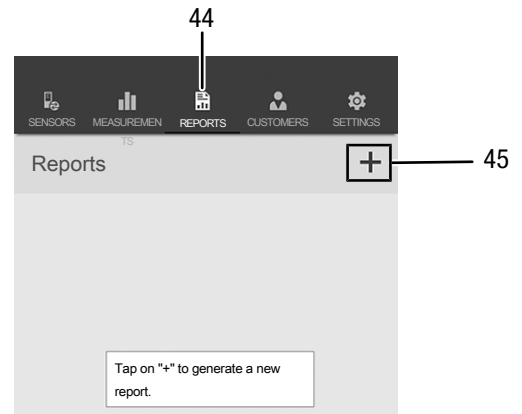 44
SENSORS MEASUREMEN REPORTS CUSTOMERS SETTINGS
TS
Reports +
45
Tap on "+" to generate a new
report.